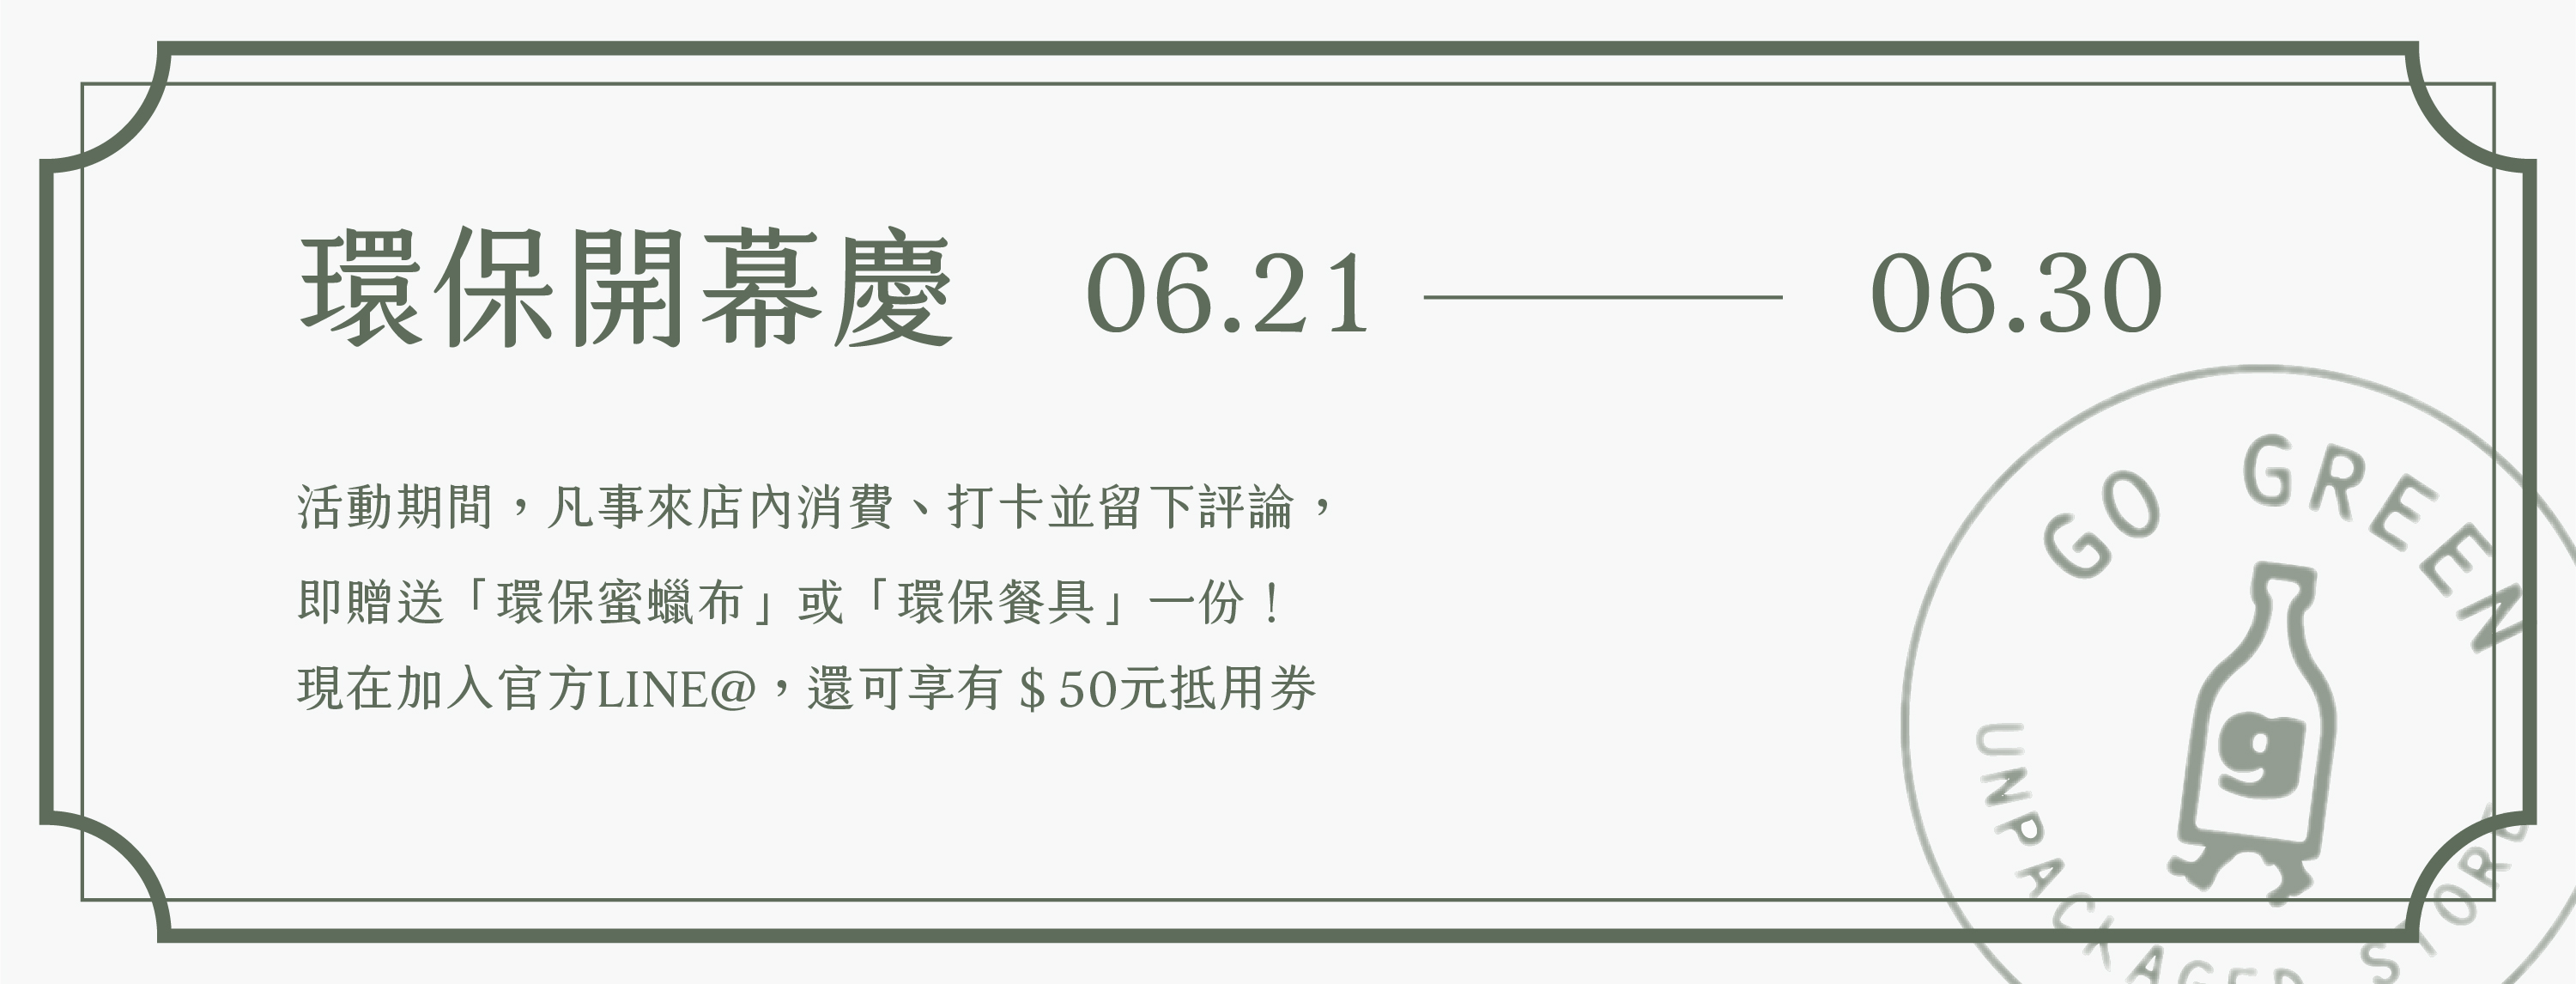 環保開幕慶 06.21 — 06.30
活動期間，凡事來店內消費、打卡並留下評論，
即贈送「環保蜜蠟布」或「環保餐具」一份！
現在加入官方LINE@，還可享有 $ 50元抵用券
GO GREEN
9
UNPACKAGED STORE